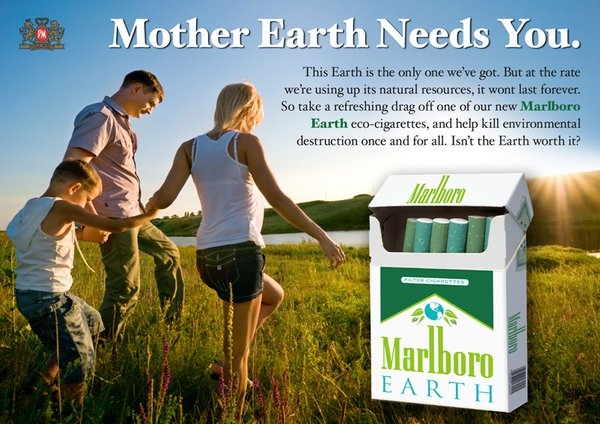 PM
Mother Earth Needs You.
This Earth is the only one we've got. But at the rate
we're using up its natural resources, it wont last forever.
So take a refreshing drag off one of our new Marlboro
Earth eco-cigarettes, and help kill environmental
destruction once and for all. Isn't the Earth worth it?
Marlboro
FILTER CIGARETTES
Marlboro
EARTH
Marlboro